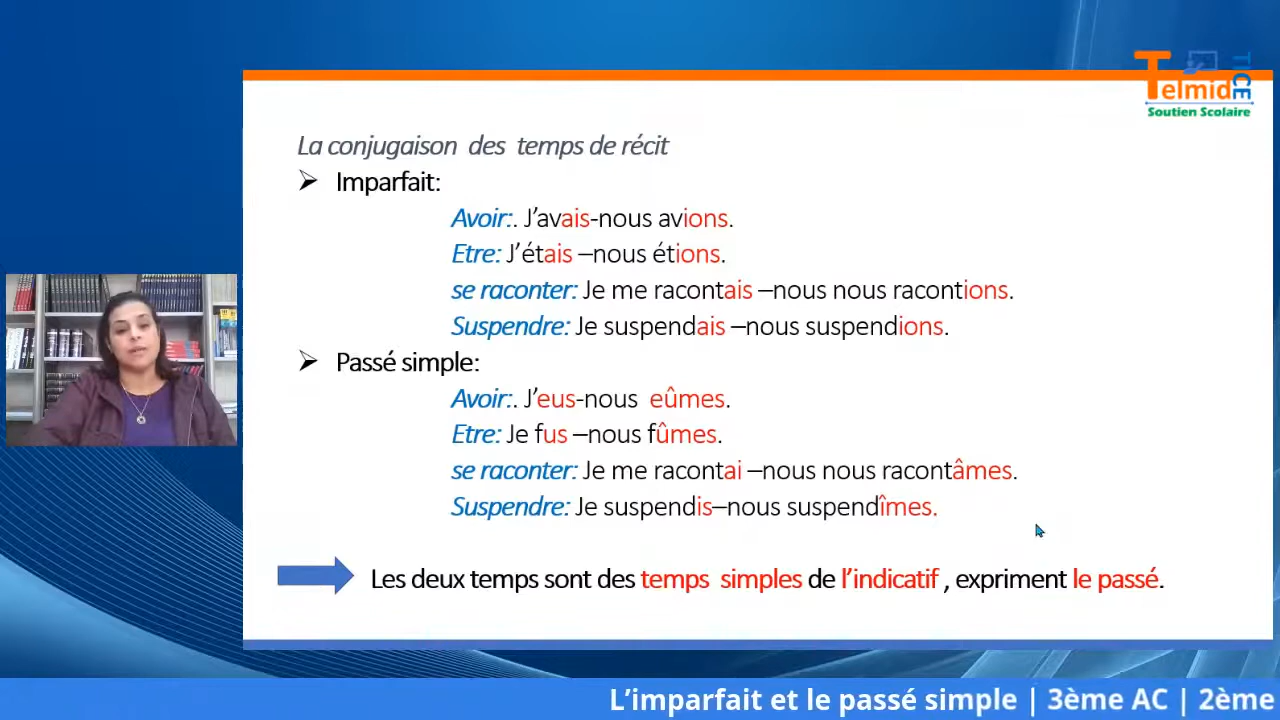 Telmid TICE
Soutien Scolaire
La conjugaison des temps de récit
➢ Imparfait:
Avoir:. J’avais-nous avions.
Etre: J’étais –nous étions.
se raconter: Je me racontais –nous nous racontions.
Suspendre: Je suspendais –nous suspendions.
➢ Passé simple:
Avoir:. J’eus-nous eûmes.
Etre: Je fus –nous fûmes.
se raconter: Je me racontai –nous nous racontâmes.
Suspendre: Je suspendis–nous suspendîmes.
Les deux temps sont des temps simples de l’indicatif , expriment le passé.
L’imparfait et le passé simple | 3ème AC | 2ème